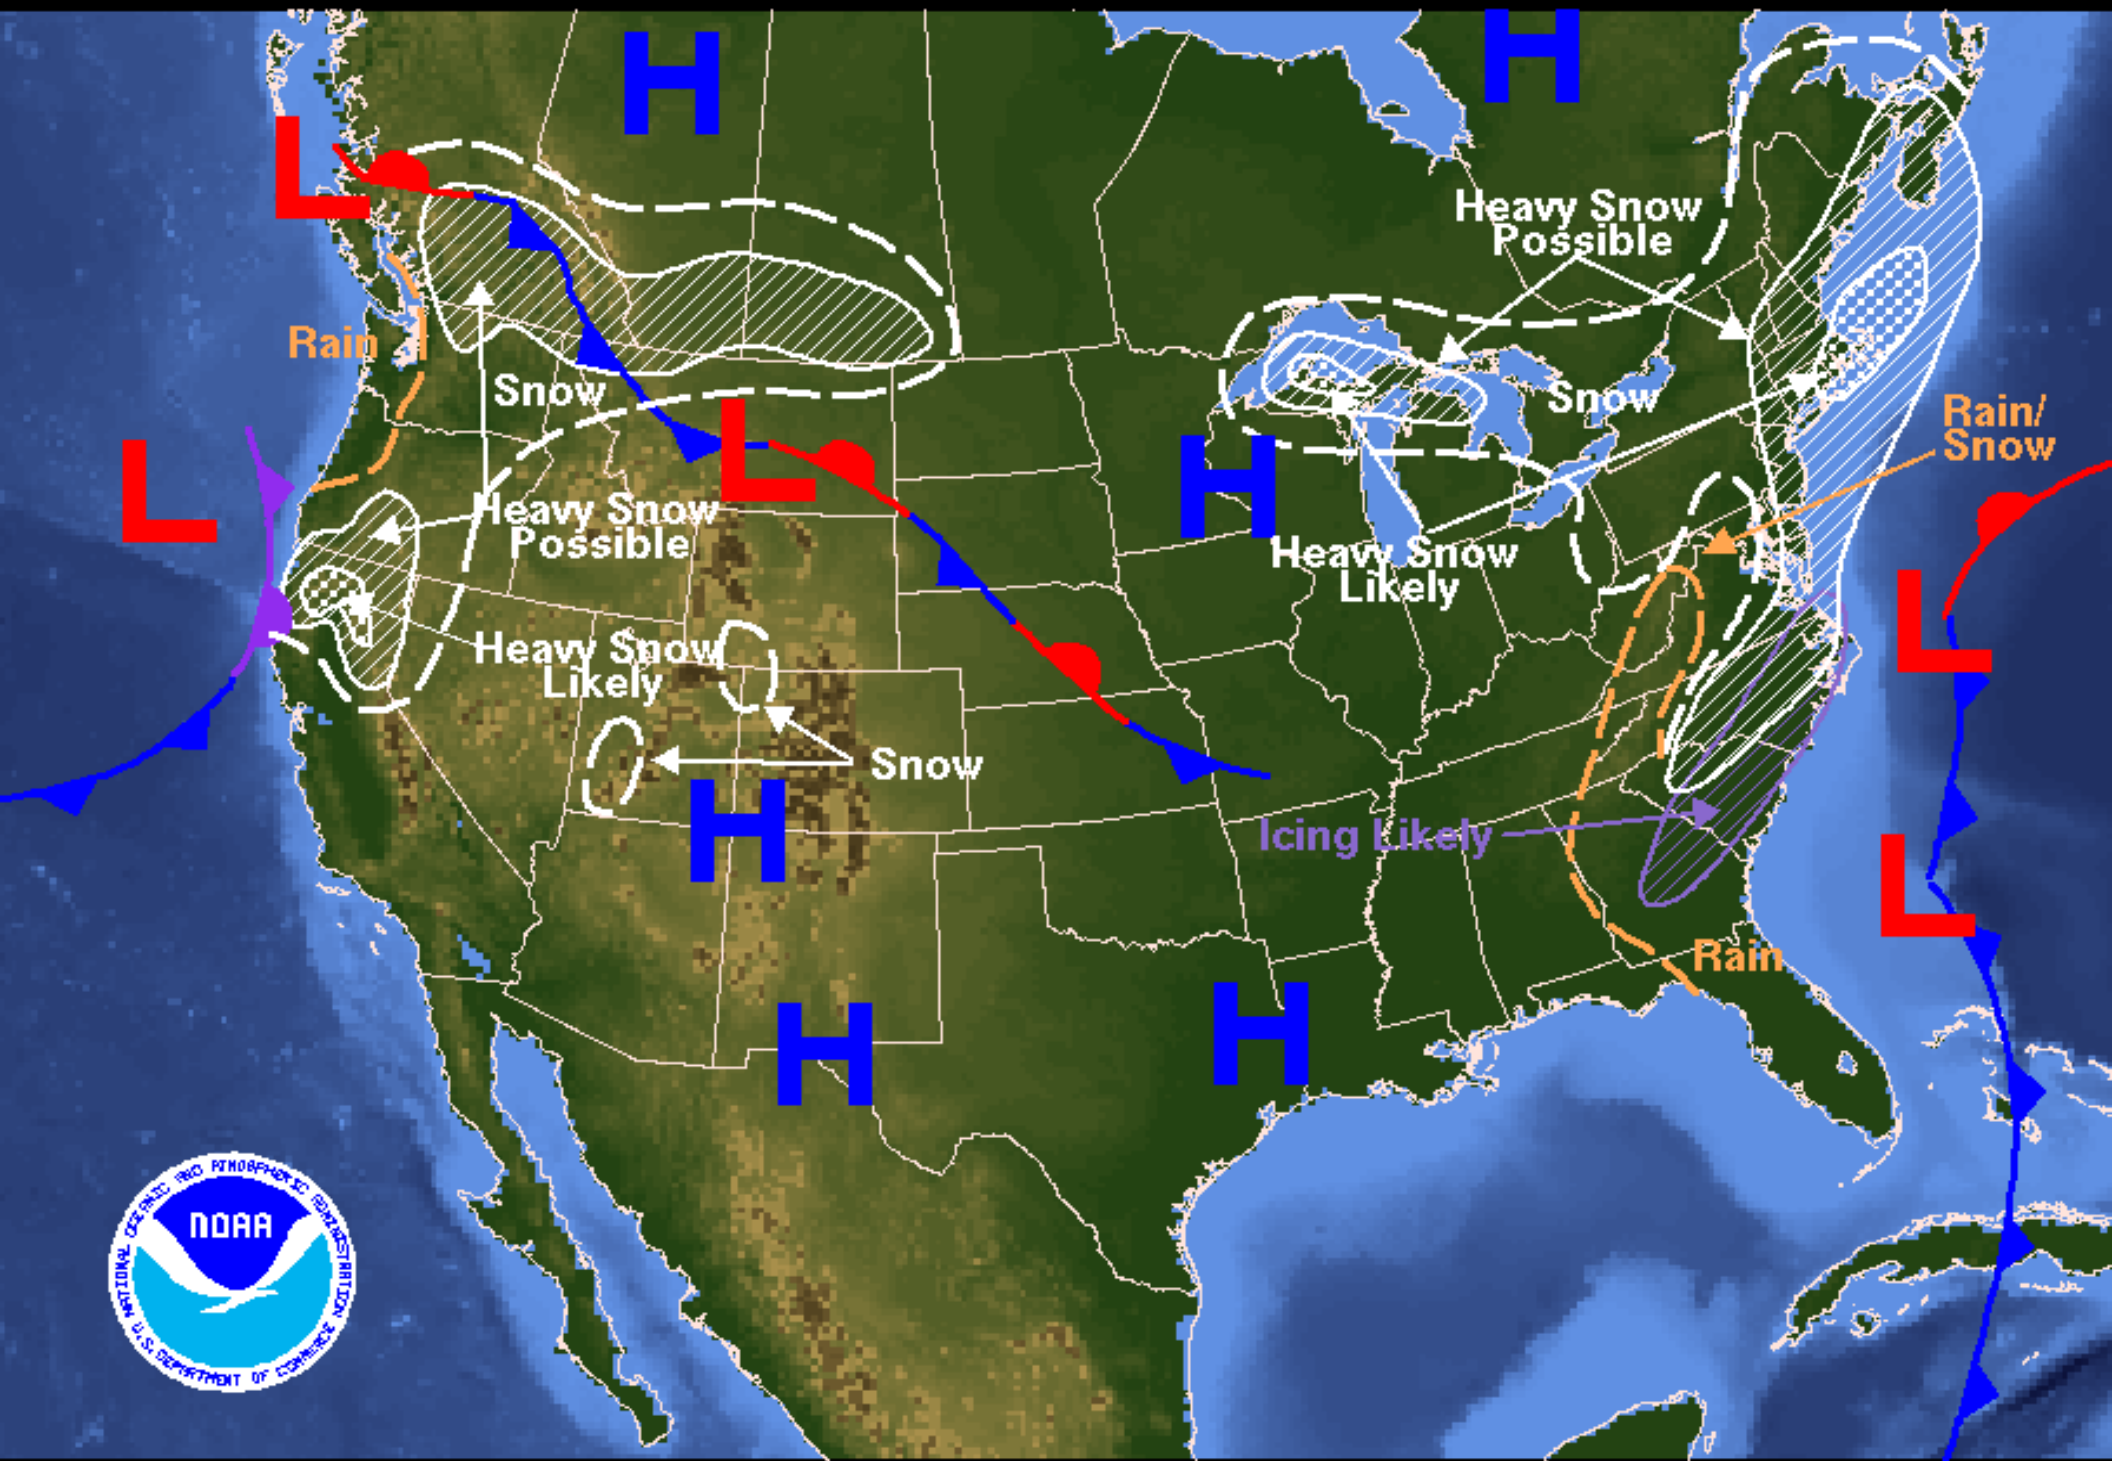 H
H
L
Heavy Snow
Possible
Rain
Snow
Snow
Rain/
Snow
L
L
H
Heavy Snow
Possible
Heavy Snow
Likely
L
Heavy Snow
Likely
Snow
H
Icing Likely
L
Rain
H
H
NATIONAL OCEANIC AND ATMOSPHERIC ADMINISTRATION
NOAA
U.S. DEPARTMENT OF COMMERCE